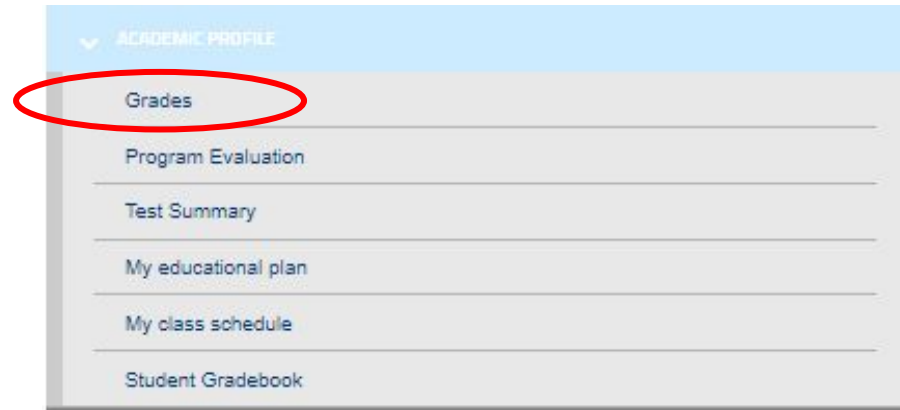 ACADEMIC PROFILE
Grades
Program Evaluation
Test Summary
My educational plan
My class schedule
Student Gradebook